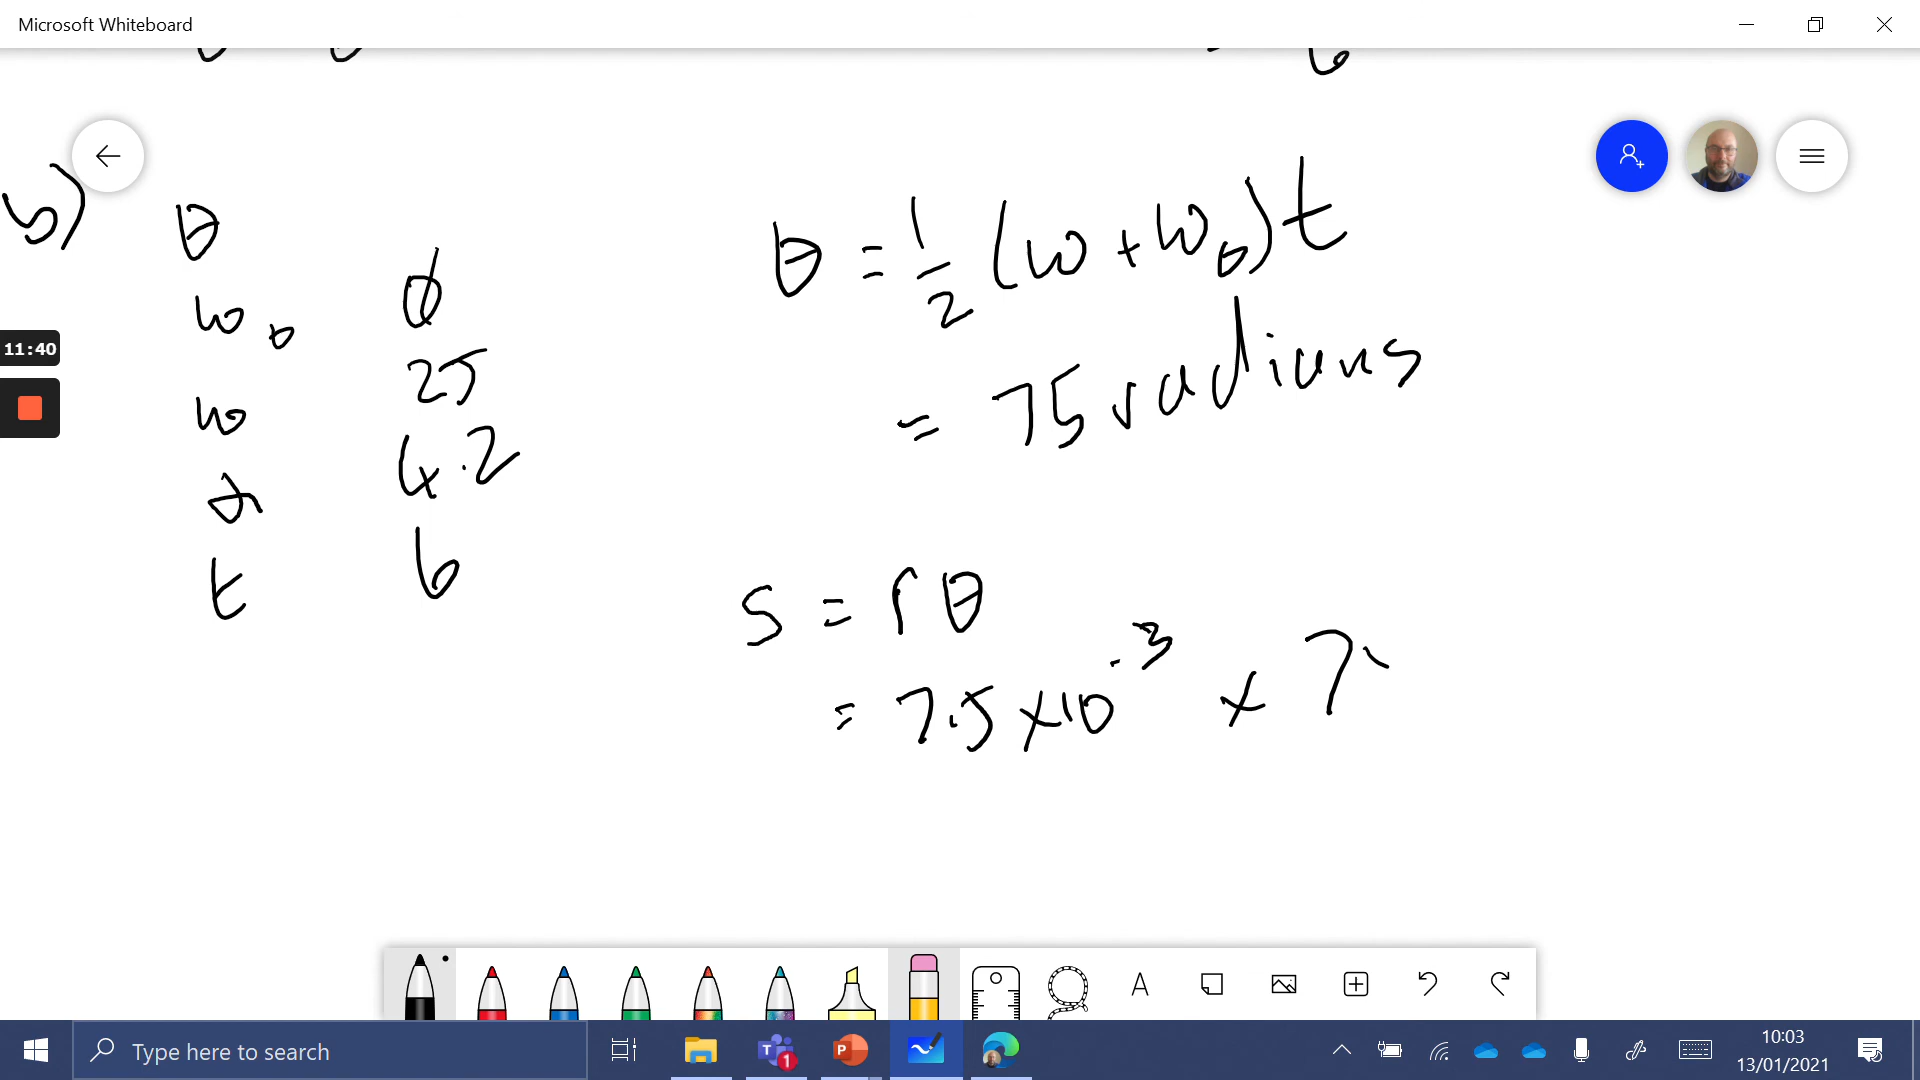 Microsoft Whiteboard
b)
θ
ω₀ 0
ω 25
α 4.2
t 6
θ = 1/2 (ω + ω₀) t
= 75 radians
s = rθ
= 7.5 × 10⁻³ × 7
11:40
A
1
P
Type here to search
10:03
13/01/2021